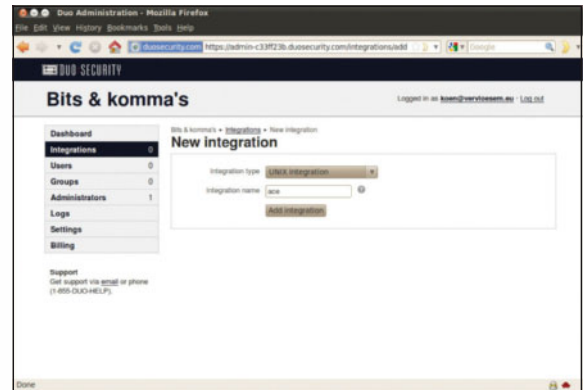 Duo Administration - Mozilla Firefox
File Edit View History Bookmarks Tools Help
duosecurity.com https://admin-c33ff23b.duosecurity.com/integrations/add
Google
DUO SECURITY
Bits & komma's
Logged in as koen@vervloesem.eu - Log out
Dashboard
Integrations 0
Users 0
Groups 0
Administrators 1
Logs
Settings
Billing
Support
Get support via email or phone
(1-855-DUO-HELP).
Bits & komma's • Integrations • New integration
New integration
Integration type UNIX integration
Integration name ace
Add integration
Done